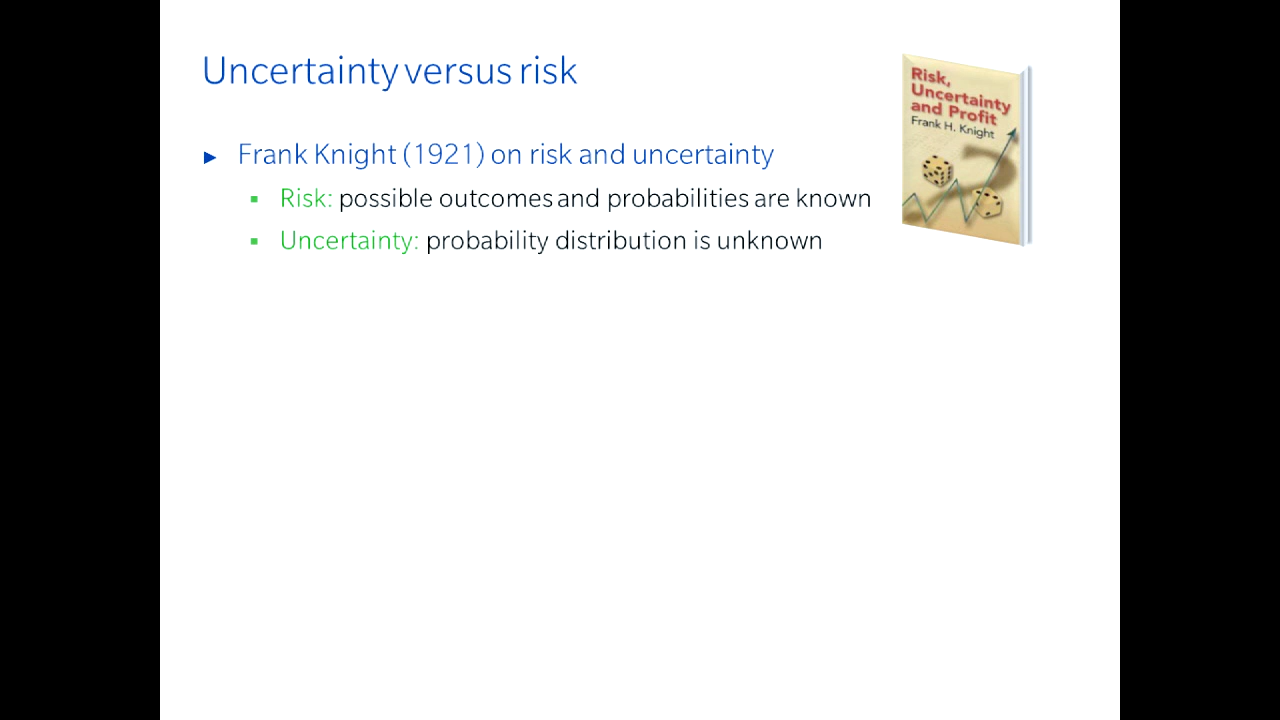 Uncertainty versus risk
► Frank Knight (1921) on risk and uncertainty
▪ Risk: possible outcomes and probabilities are known
▪ Uncertainty: probability distribution is unknown
Risk,
Uncertainty
and Profit
Frank H. Knight